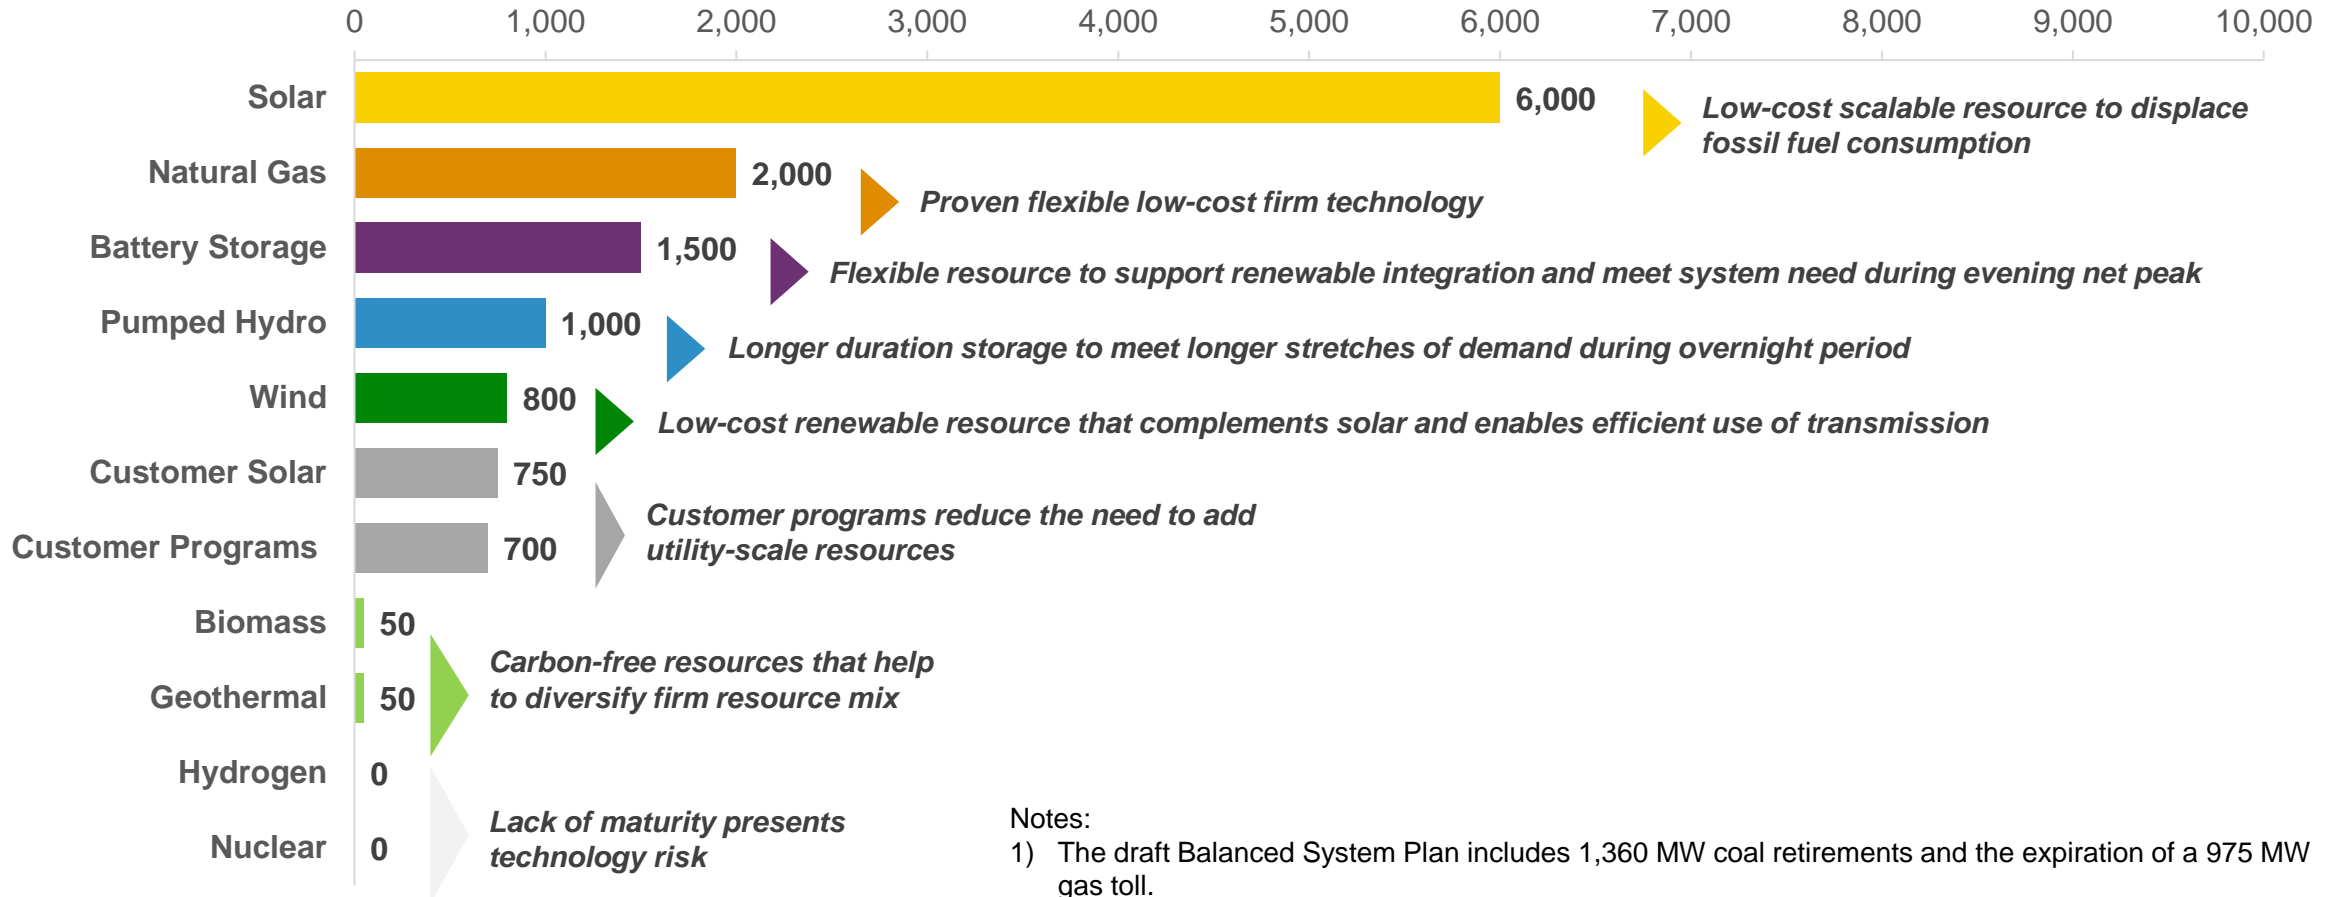 0 1,000 2,000 3,000 4,000 5,000 6,000 7,000 8,000 9,000 10,000
Solar 6,000
Low-cost scalable resource to displace
fossil fuel consumption
Natural Gas 2,000
Proven flexible low-cost firm technology
Battery Storage 1,500
Flexible resource to support renewable integration and meet system need during evening net peak
Pumped Hydro 1,000
Longer duration storage to meet longer stretches of demand during overnight period
Wind 800
Low-cost renewable resource that complements solar and enables efficient use of transmission
Customer Solar 750
Customer Programs 700
Customer programs reduce the need to add
utility-scale resources
Biomass 50
Geothermal 50
Carbon-free resources that help
to diversify firm resource mix
Hydrogen 0
Nuclear 0
Lack of maturity presents
technology risk
Notes:
1) The draft Balanced System Plan includes 1,360 MW coal retirements and the expiration of a 975 MW
gas toll.